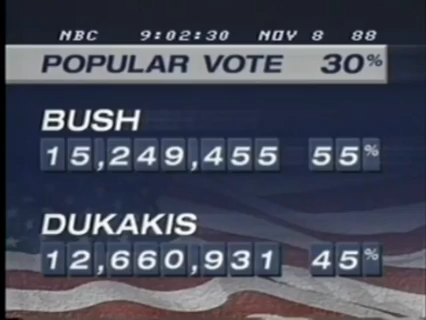 NBC 9:02:30 NOV 8 88
POPULAR VOTE 30%
BUSH
15,249,455 55%
DUKAKIS
12,660,931 45%